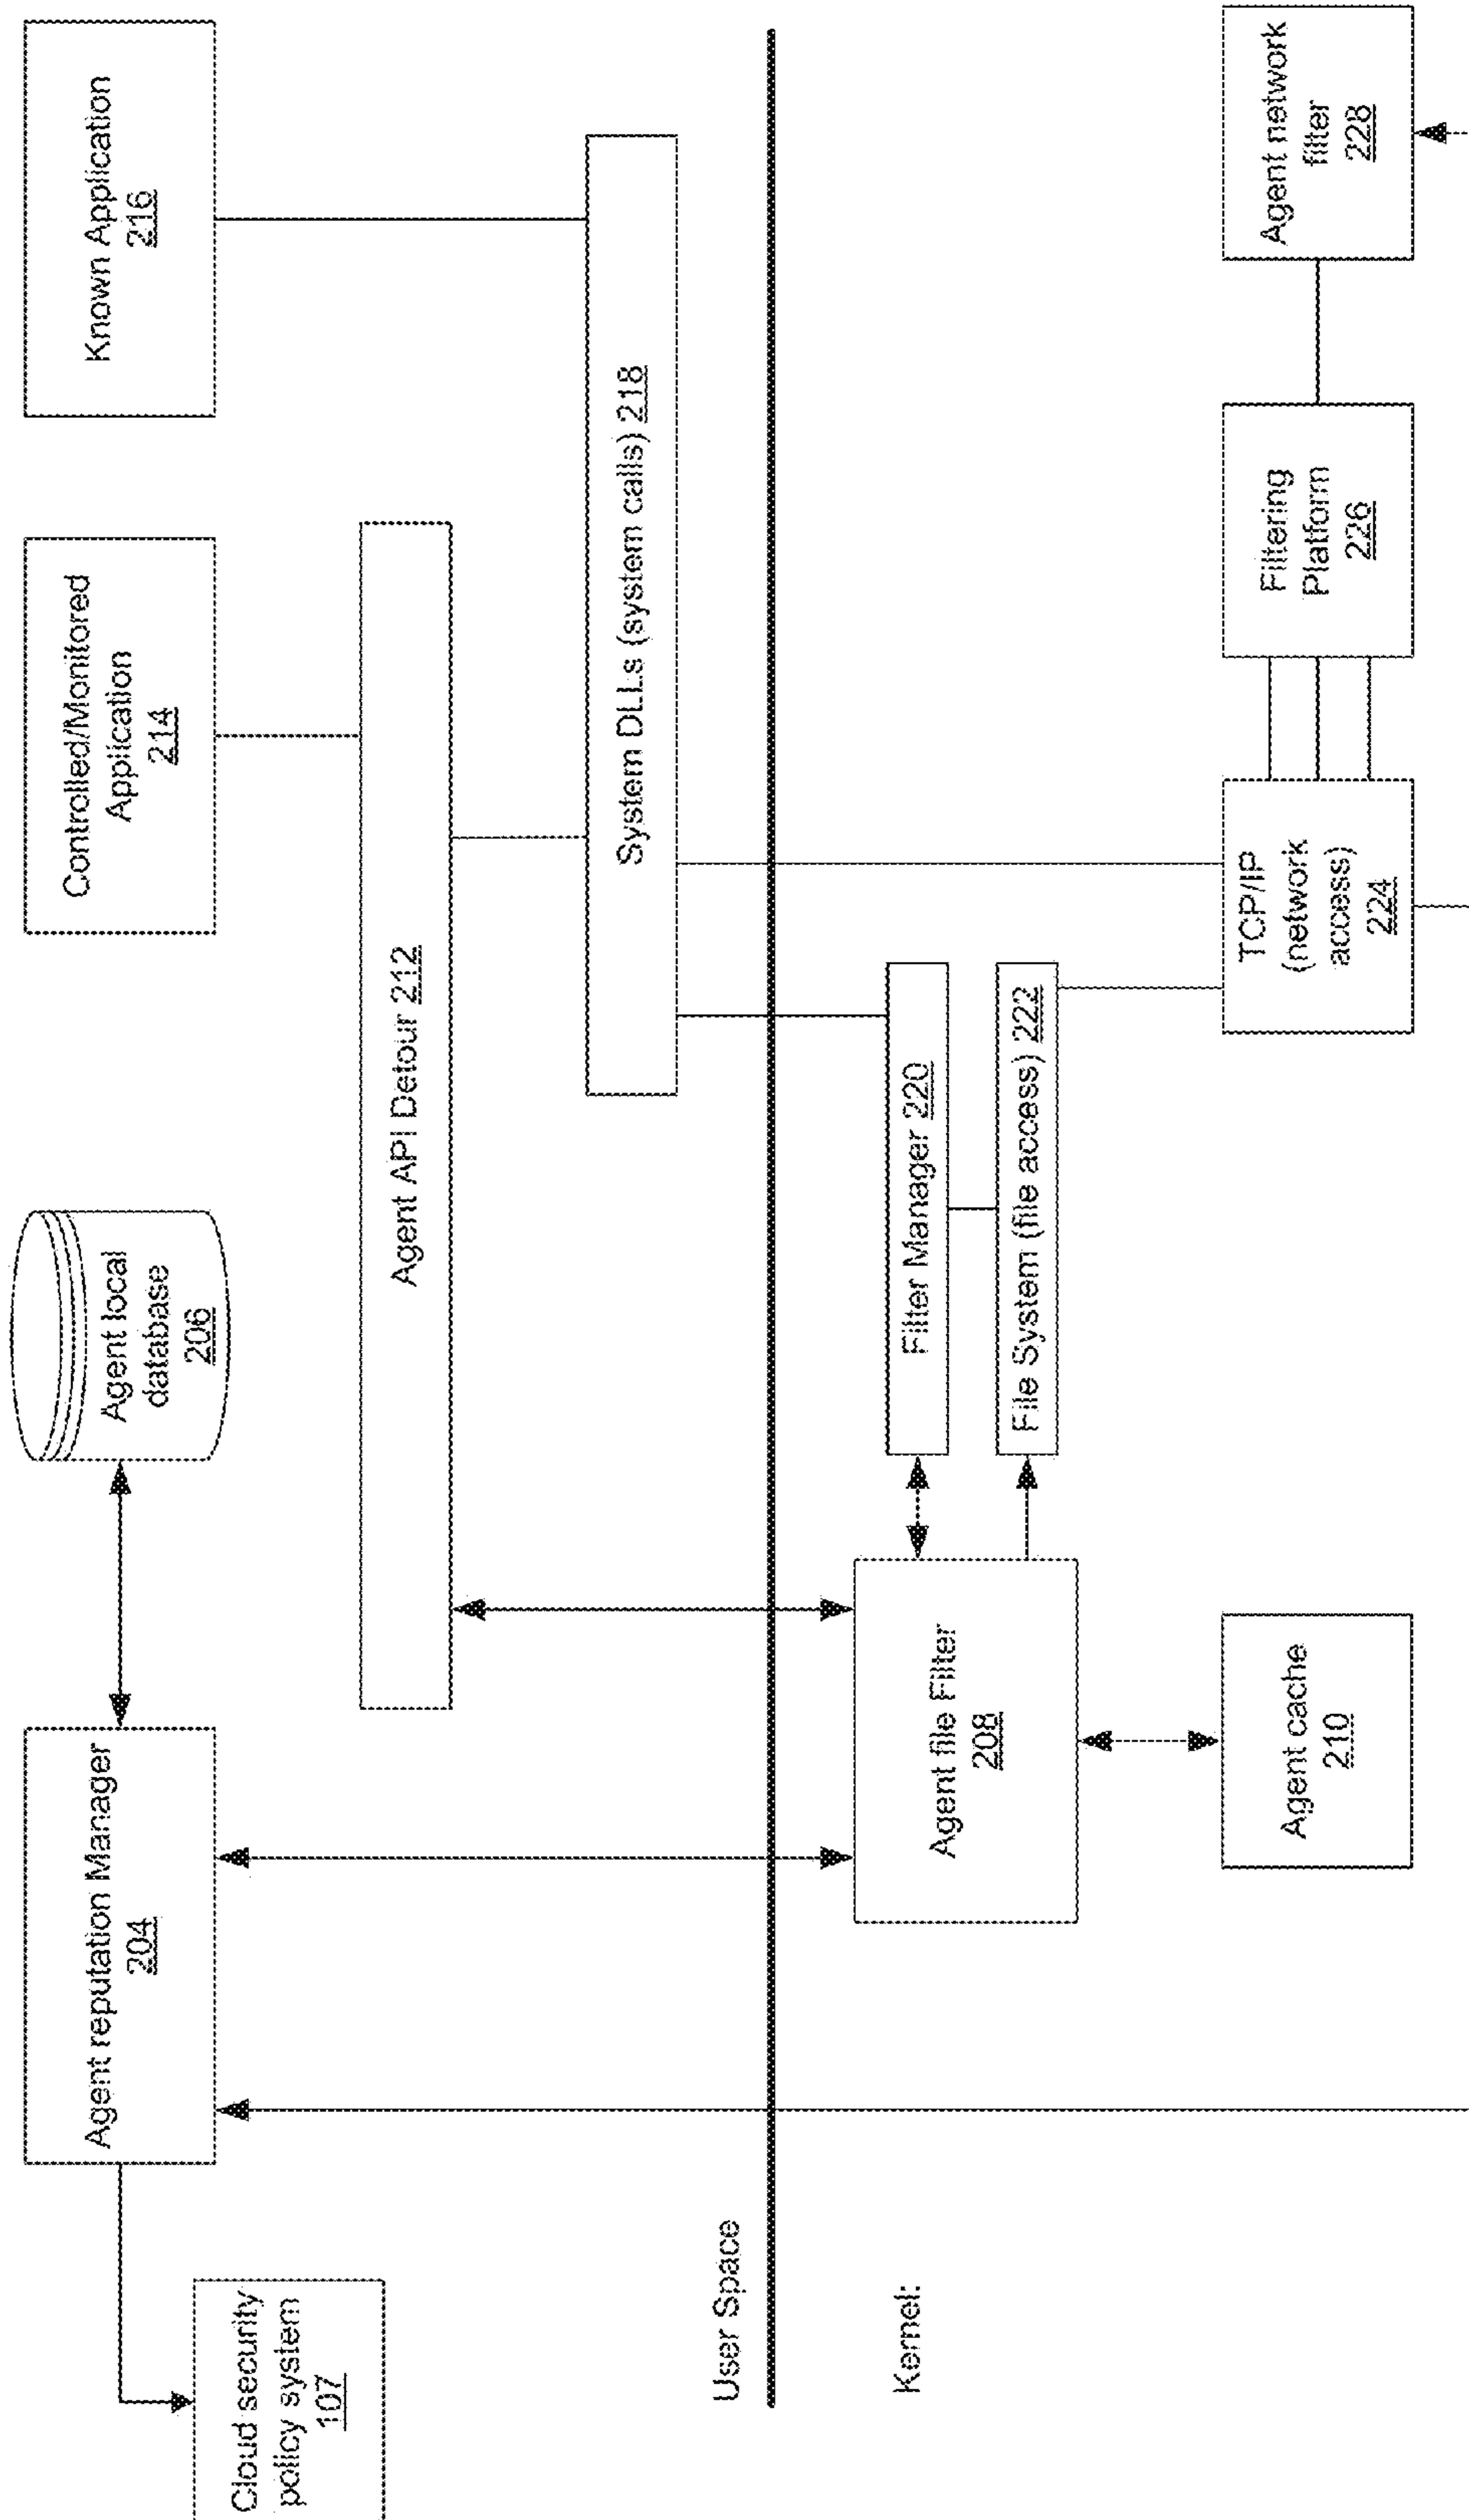 Cloud security
policy system
107
Agent reputation Manager
204
Agent local
database
206
Controlled/Monitored
Application
214
Known Application
216
Agent API Detour 212
System DLLs (system calls) 218
User Space
Kernel:
Agent file Filter
208
Filter Manager 220
File System (file access) 222
Agent cache
210
TCP/IP
(network
access)
224
Filtering
Platform
226
Agent network
filter
228